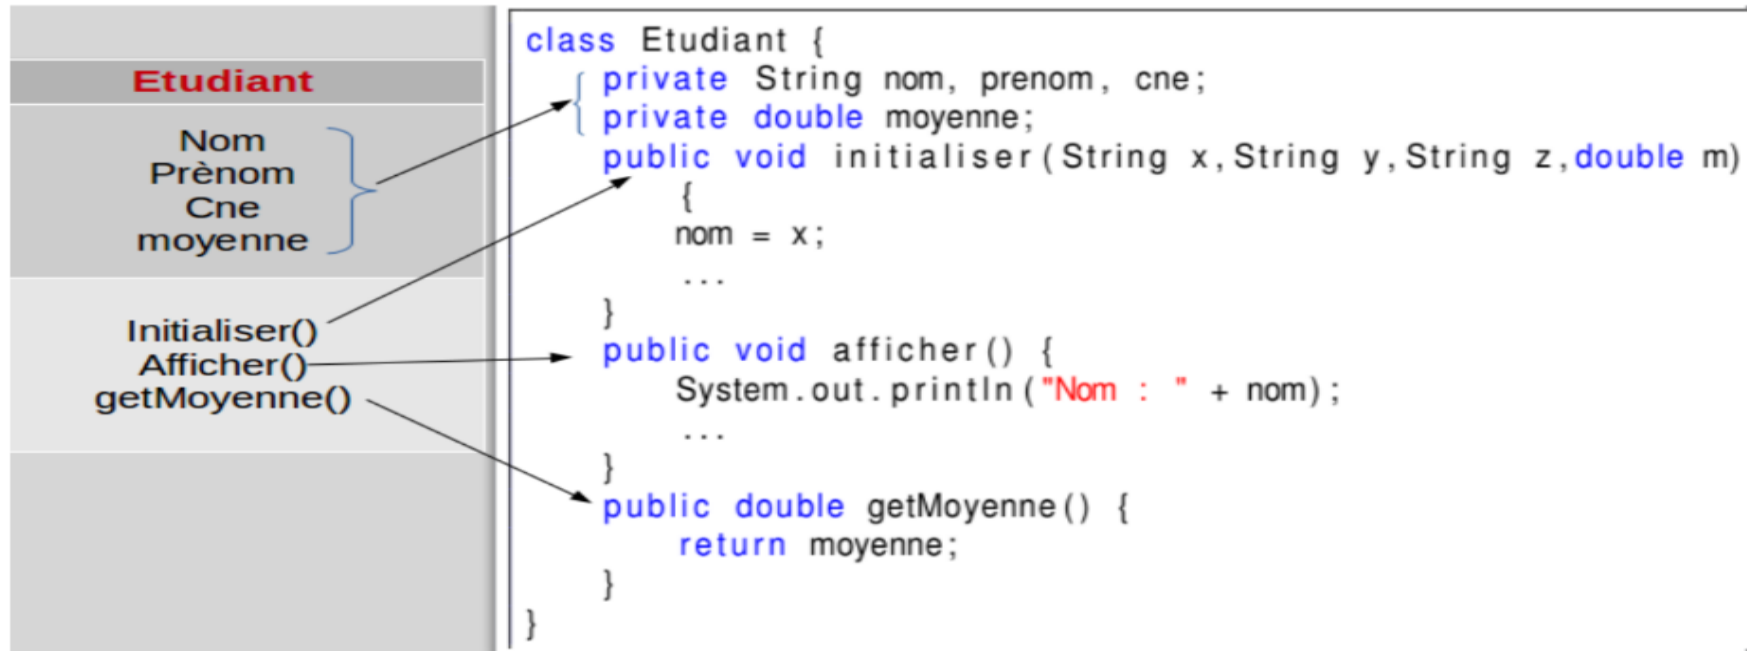 Etudiant
Nom
Prènom
Cne
moyenne
Initialiser()
Afficher()
getMoyenne()
class Etudiant {
private String nom, prenom, cne;
private double moyenne;
public void initialiser(String x,String y,String z,double m)
{
nom = x;
...
}
public void afficher() {
System.out.println("Nom : " + nom);
...
}
public double getMoyenne() {
return moyenne;
}
}